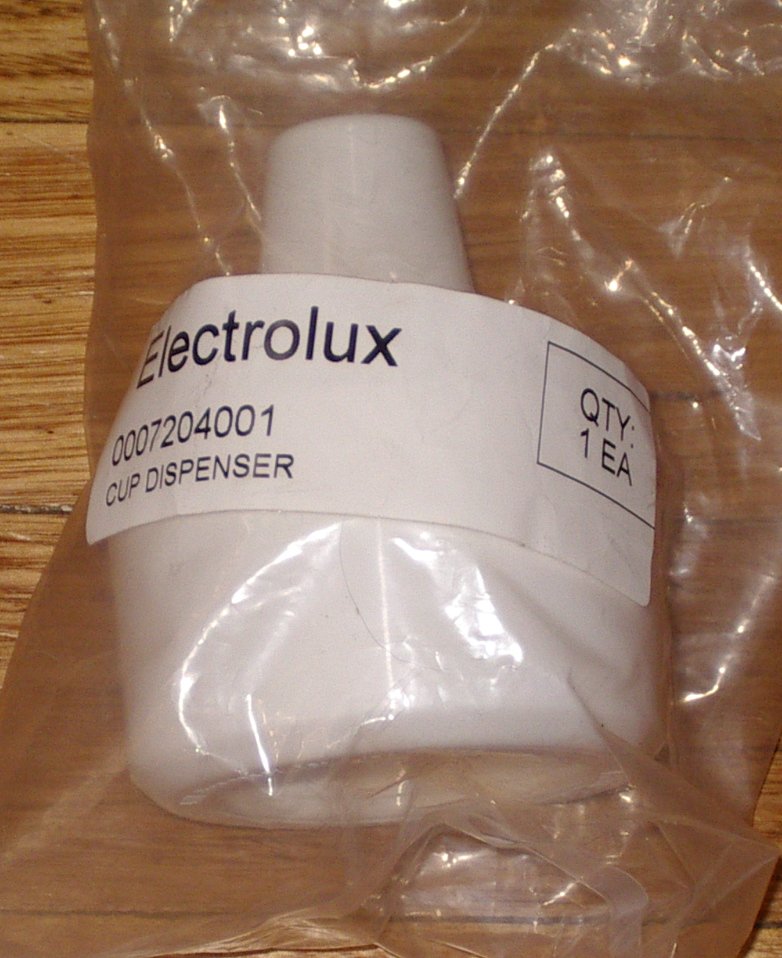 Electrolux
0007204001
CUP DISPENSER
QTY:
1 EA